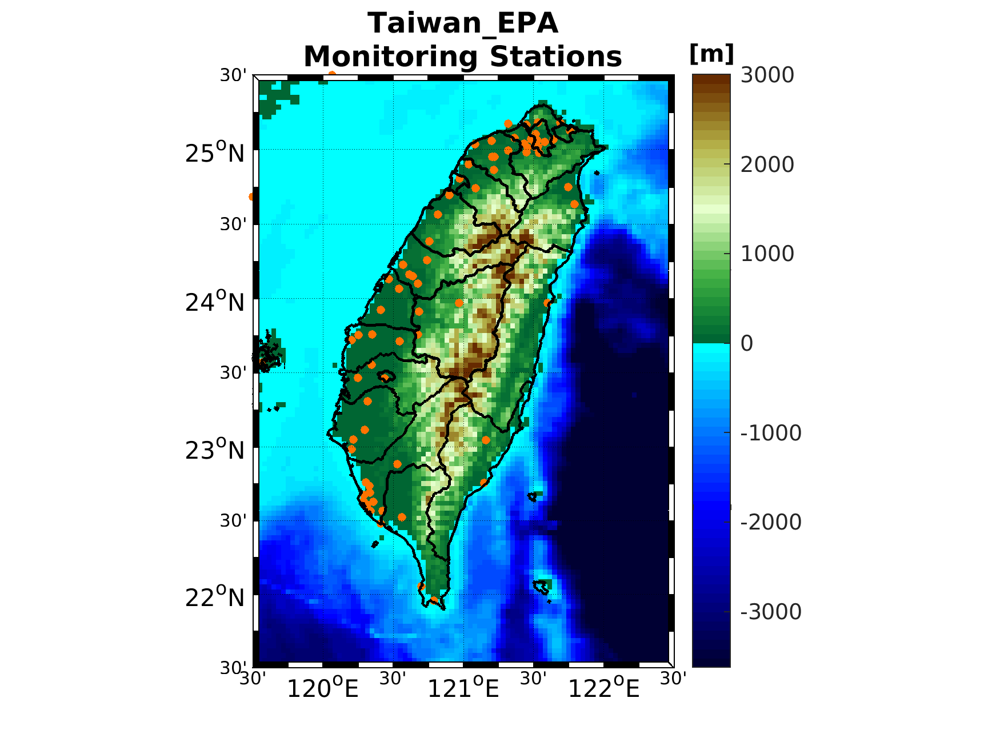 Taiwan_EPA
Monitoring Stations
[m]
30'
25°N
30'
24°N
30'
23°N
30'
22°N
30'
30'
120°E
30'
121°E
30'
122°E
30'
3000
2000
1000
0
-1000
-2000
-3000